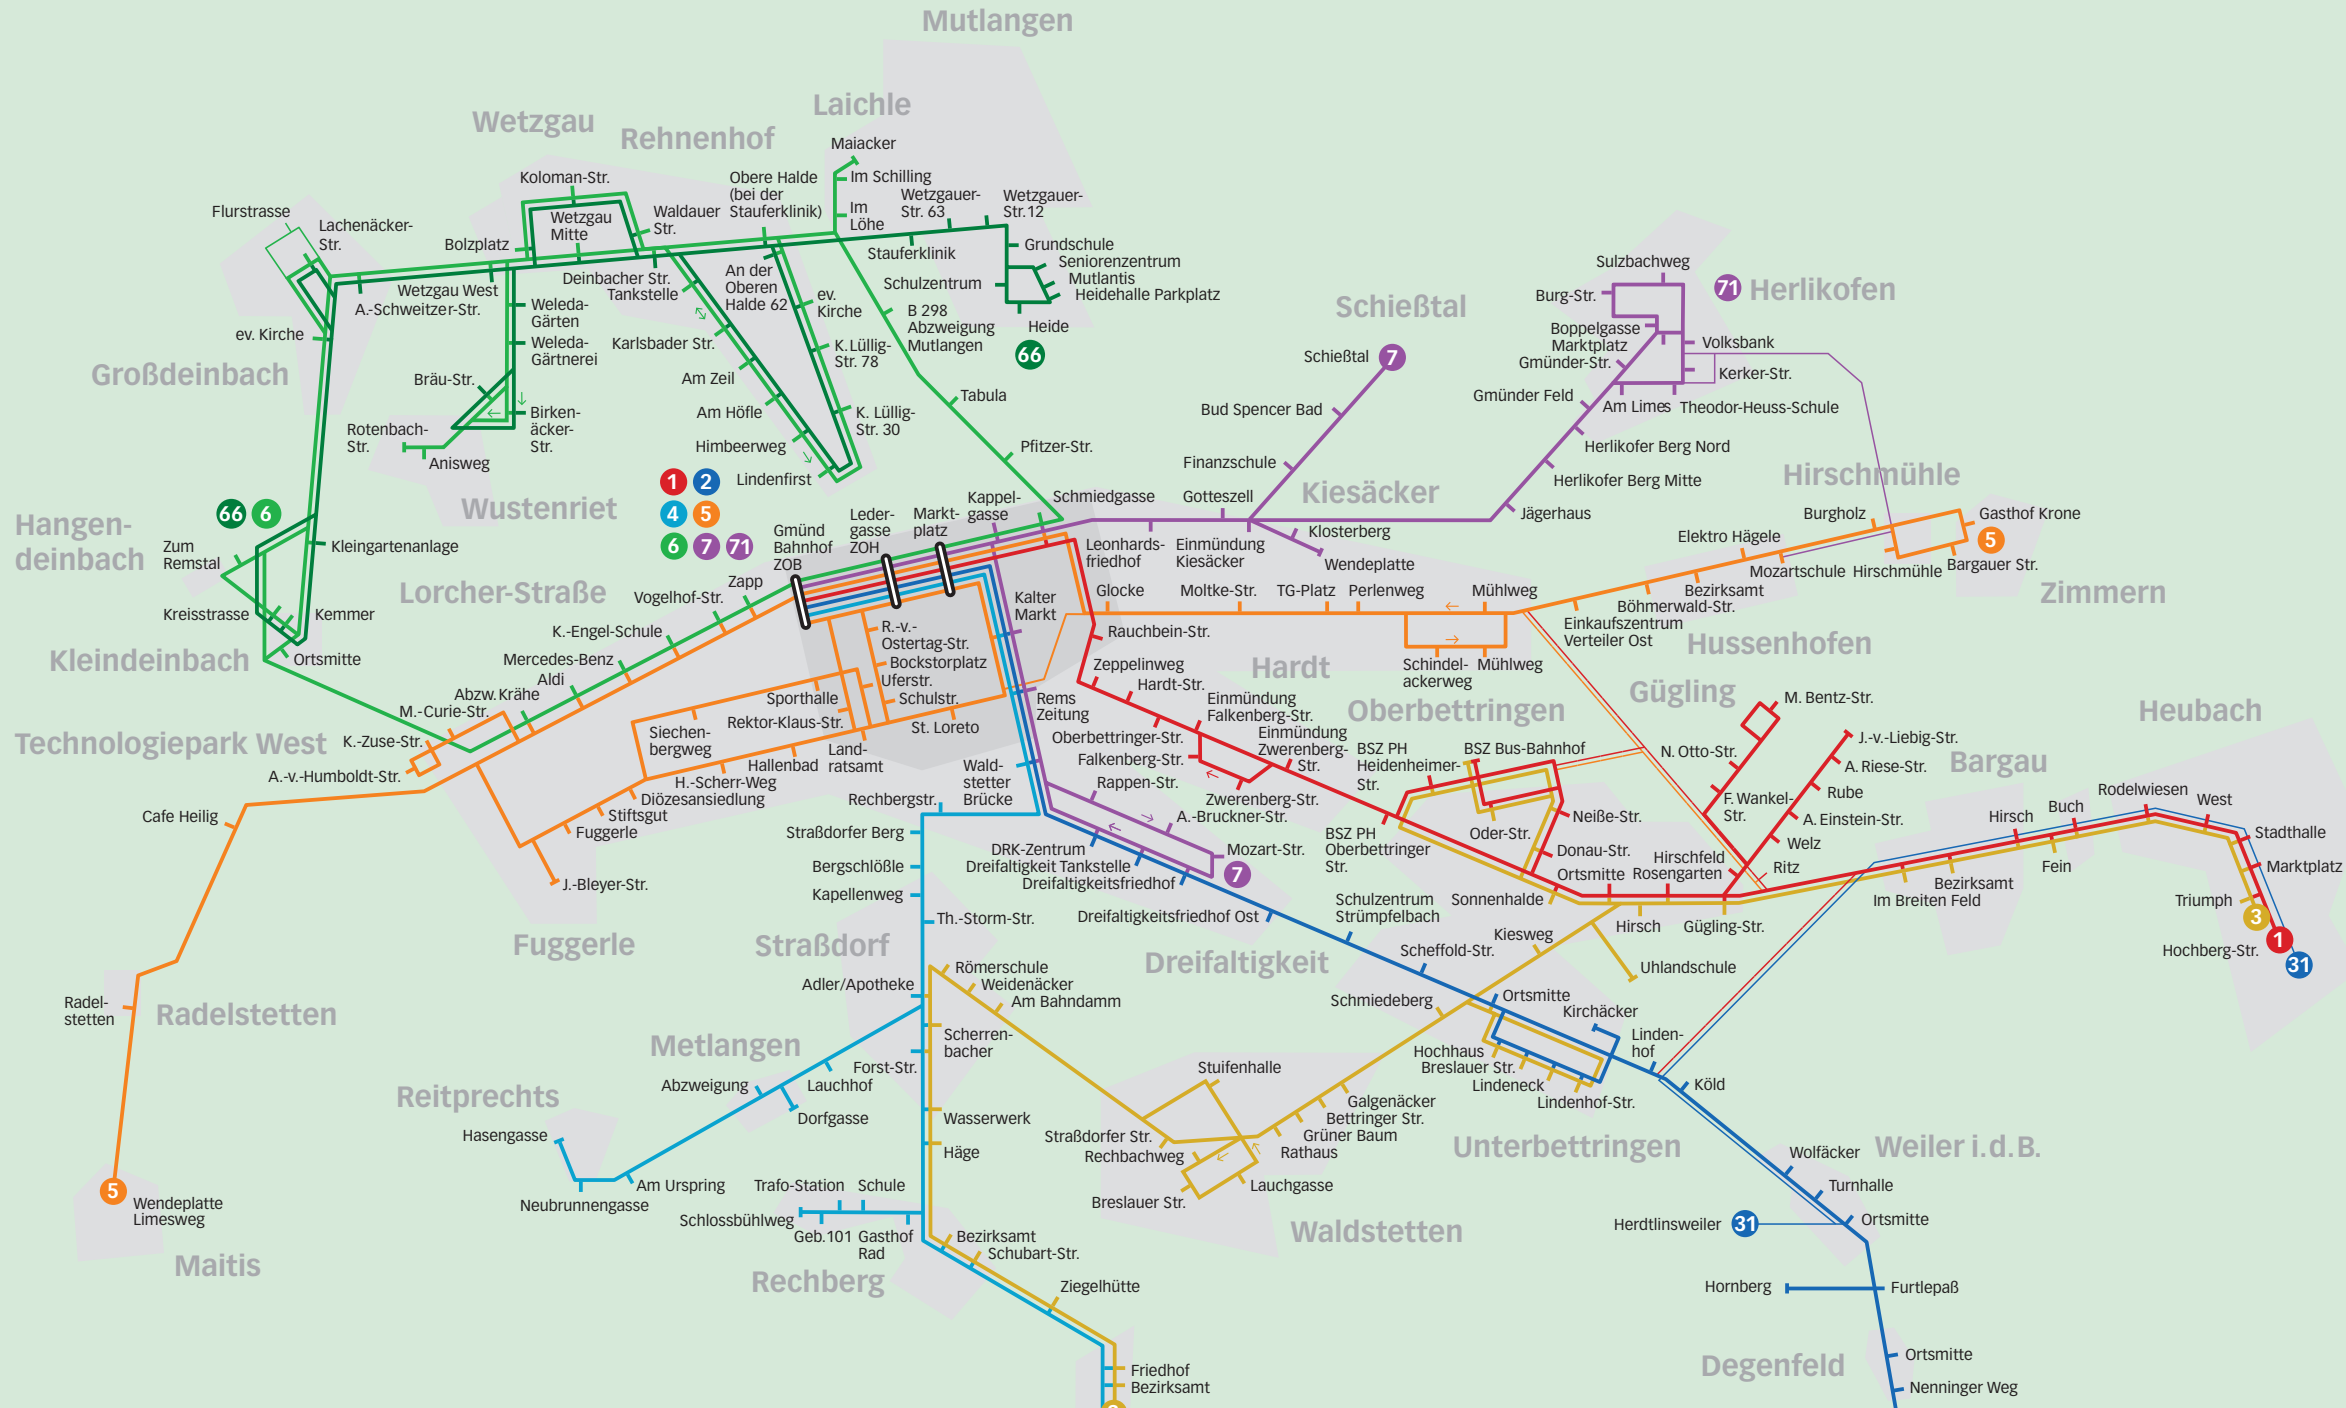 Mutlangen
Laichle
Wetzgau
Rehnenhof
Maiacker
Im Schilling
Im
Löhe
Wetzgauer-
Str. 63
Wetzgauer-
Str.12
Koloman-Str.
Obere Halde
(bei der
Stauferklinik)
Flurstrasse
Lachenäcker-
Str.
Bolzplatz
Wetzgau
Mitte
Waldauer
Str.
Stauferklinik
Grundschule
Seniorenzentrum
Mutlantis
Heidehalle Parkplatz
Schulzentrum
Heide
66
Deinbacher Str.
Tankstelle
An der
Oberen
Halde 62
ev.
Kirche
B 298
Abzweigung
Mutlangen
Wetzgau West
A.-Schweitzer-Str.
Weleda-
Gärten
Weleda-
Gärtnerei
ev. Kirche
Großdeinbach
Karlsbader Str.
K.Lüllig-
Str. 78
Am Zeil
Am Höfle
K. Lüllig-
Str. 30
Himbeerweg
Lindenfirst
Bräu-Str.
Birken-
äcker-
Str.
Rotenbach-
Str.
Anisweg
Wustenriet
Tabula
Pfitzer-Str.
Schießtal
Schießtal
7
Bud Spencer Bad
Finanzschule
Gotteszell
Kiesäcker
Sulzbachweg
71
Herlikofen
Burg-Str.
Boppelgasse
Marktplatz
Gmünder-Str.
Volksbank
Kerker-Str.
Gmünder Feld
Am Limes
Theodor-Heuss-Schule
Herlikofer Berg Nord
Herlikofer Berg Mitte
Jägerhaus
Hirschmühle
Burgholz
Gasthof Krone
5
Elektro Hägele
Mozartschule
Hirschmühle
Bargauer Str.
Zimmern
Bezirksamt
Böhmerwald-Str.
Einkaufszentrum
Verteiler Ost
Hussenhofen
1
2
4
5
6
7
71
Gmünd
Bahnhof
ZOB
Leder-
gasse
ZOH
Markt-
platz
Kappel-
gasse
Schmiedgasse
Leonhards-
friedhof
Einmündung
Kiesäcker
Klosterberg
Wendeplatte
66
6
Hangen-
deinbach
Zum
Remstal
Kleingartenanlage
Kreisstrasse
Kemmer
Ortsmitte
Kleindeinbach
Lorcher-Straße
Zapp
Vogelhof-Str.
K.-Engel-Schule
Mercedes-Benz
Aldi
Abzw. Krähe
M.-Curie-Str.
K.-Zuse-Str.
A.-v.-Humboldt-Str.
Technologiepark West
Cafe Heilig
Radel-
stetten
Radelstetten
5
Wendeplatte
Limesweg
Maitis
R.-v.-
Ostertag-Str.
Bockstorplatz
Uferstr.
Schulstr.
Sporthalle
Rektor-Klaus-Str.
St. Loreto
Siechen-
bergweg
Land-
ratsamt
Hallenbad
H.-Scherr-Weg
Diözesansiedlung
Stiftsgut
Fuggerle
J.-Bleyer-Str.
Fuggerle
Kalter
Markt
Rems
Zeitung
Wald-
stetter
Brücke
Glocke
Moltke-Str.
TG-Platz
Perlenweg
Mühlweg
Schindel-
ackerweg
Mühlweg
Rauchbein-Str.
Zeppelinweg
Hardt-Str.
Hardt
Einmündung
Falkenberg-Str.
Oberbettringer-Str.
Falkenberg-Str.
Einmündung
Zwerenberg-
Str.
Zwerenberg-Str.
Rappen-Str.
A.-Bruckner-Str.
Mozart-Str.
7
DRK-Zentrum
Dreifaltigkeit Tankstelle
Dreifaltigkeitsfriedhof
Dreifaltigkeitsfriedhof Ost
Dreifaltigkeit
Oberbettringen
BSZ PH
Heidenheimer-
Str.
BSZ Bus-Bahnhof
BSZ PH
Oberbettringer
Str.
Oder-Str.
Neiße-Str.
Donau-Str.
Ortsmitte
Hirschfeld
Rosengarten
Sonnenhalde
Hirsch
Gügling-Str.
Gügling
M. Bentz-Str.
N. Otto-Str.
F. Wankel-
Str.
J.-v.-Liebig-Str.
A. Riese-Str.
Rube
A. Einstein-Str.
Welz
Ritz
Bargau
Heubach
Hirsch
Buch
Rodelwiesen
West
Stadthalle
Marktplatz
Fein
Bezirksamt
Im Breiten Feld
Triumph
3
1
Hochberg-Str.
31
Rechbergstr.
Straßdorfer Berg
Bergschlößle
Kapellenweg
Th.-Storm-Str.
Straßdorf
Adler/Apotheke
Römerschule
Weidenäcker
Am Bahndamm
Scherren-
bacher
Forst-Str.
Wasserwerk
Häge
Metlangen
Abzweigung
Lauchhof
Dorfgasse
Reitprechts
Hasengasse
Neubrunnengasse
Am Urspring
Trafo-Station
Schule
Schlossbühlweg
Geb.101
Gasthof
Rad
Rechberg
Bezirksamt
Schubart-Str.
Ziegelhütte
Friedhof
Bezirksamt
Schulzentrum
Strümpfelbach
Scheffold-Str.
Kiesweg
Uhlandschule
Schmiedeberg
Ortsmitte
Kirchäcker
Linden-
hof
Hochhaus
Breslauer Str.
Lindeneck
Lindenhof-Str.
Unterbettringen
Köld
Stuifenhalle
Galgenäcker
Bettringer Str.
Grüner Baum
Rathaus
Straßdorfer Str.
Rechbachweg
Lauchgasse
Breslauer Str.
Waldstetten
Weiler i.d.B.
Wolfäcker
Turnhalle
Ortsmitte
Herdtlinsweiler
31
Hornberg
Furtlepaß
Degenfeld
Ortsmitte
Nenninger Weg